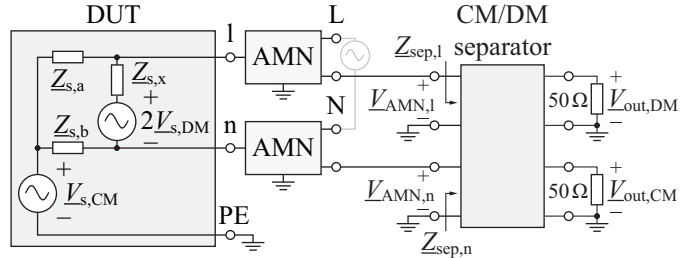 DUT
l
L
CM/DM
separator
AMN
Z_s,a
Z_s,x
Z_sep,l
+
+
50 Ω
V_out,DM
−
V_AMN,l
−
Z_s,b
+
2V_s,DM
−
n
N
AMN
+
V_s,CM
−
+
V_AMN,n
−
+
50 Ω
V_out,CM
−
PE
Z_sep,n